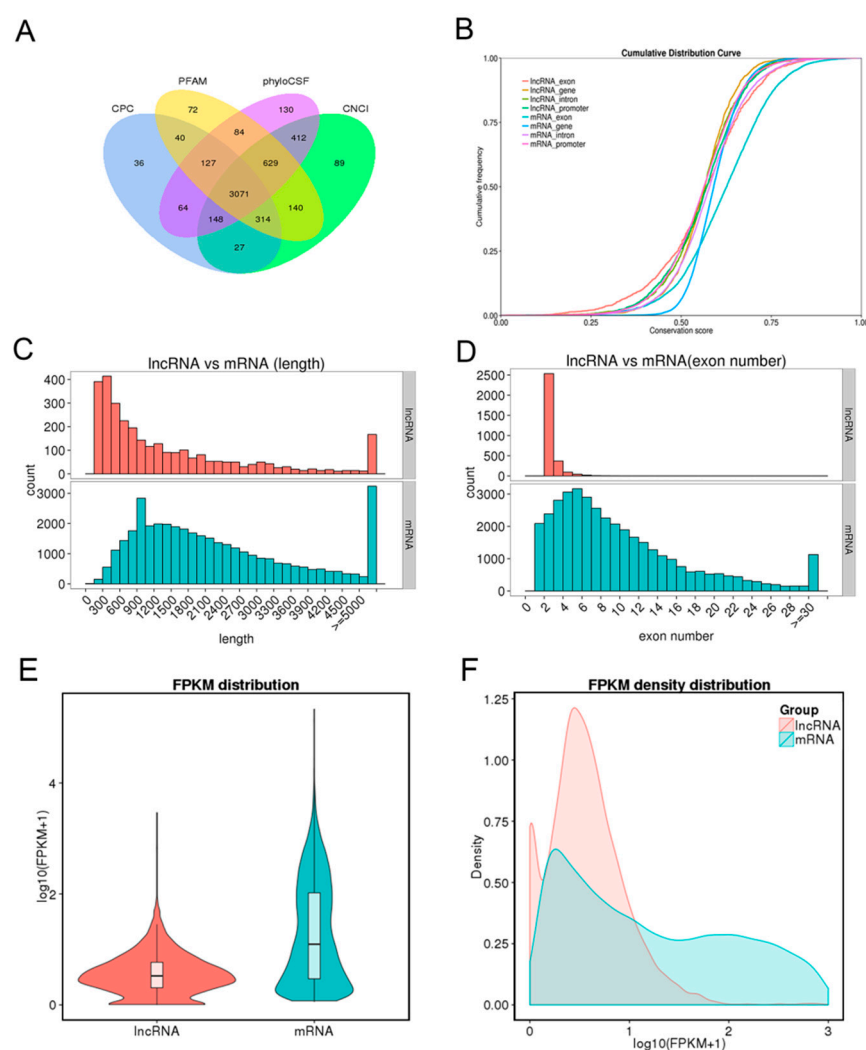 A
CPC
PFAM
phyloCSF
CNCI
72
130
40
84
412
36
127
629
89
3071
64
148
314
140
27
B
Cumulative Distribution Curve
Cumulative frequency
1.00
0.75
0.50
0.25
0.00
lncRNA_exon
lncRNA_gene
lncRNA_intron
lncRNA_promoter
mRNA_exon
mRNA_gene
mRNA_intron
mRNA_promoter
0.00 0.25 0.50 0.75 1.00
Conservation score
C
lncRNA vs mRNA (length)
count
400
300
200
100
0
lncRNA
3000
2000
1000
0
mRNA
0 300 600 900 1200 1500 1800 2100 2400 2700 3000 3300 3600 3900 4200 4500 >=5000
length
D
lncRNA vs mRNA(exon number)
count
2500
2000
1500
1000
500
0
lncRNA
3000
2000
1000
0
mRNA
0 2 4 6 8 10 12 14 16 18 20 22 24 26 28 >=30
exon number
E
FPKM distribution
log10(FPKM+1)
4
2
0
lncRNA mRNA
F
FPKM density distribution
Density
1.25
1.00
0.75
0.50
0.25
0.00
Group
lncRNA
mRNA
0 1 2 3
log10(FPKM+1)